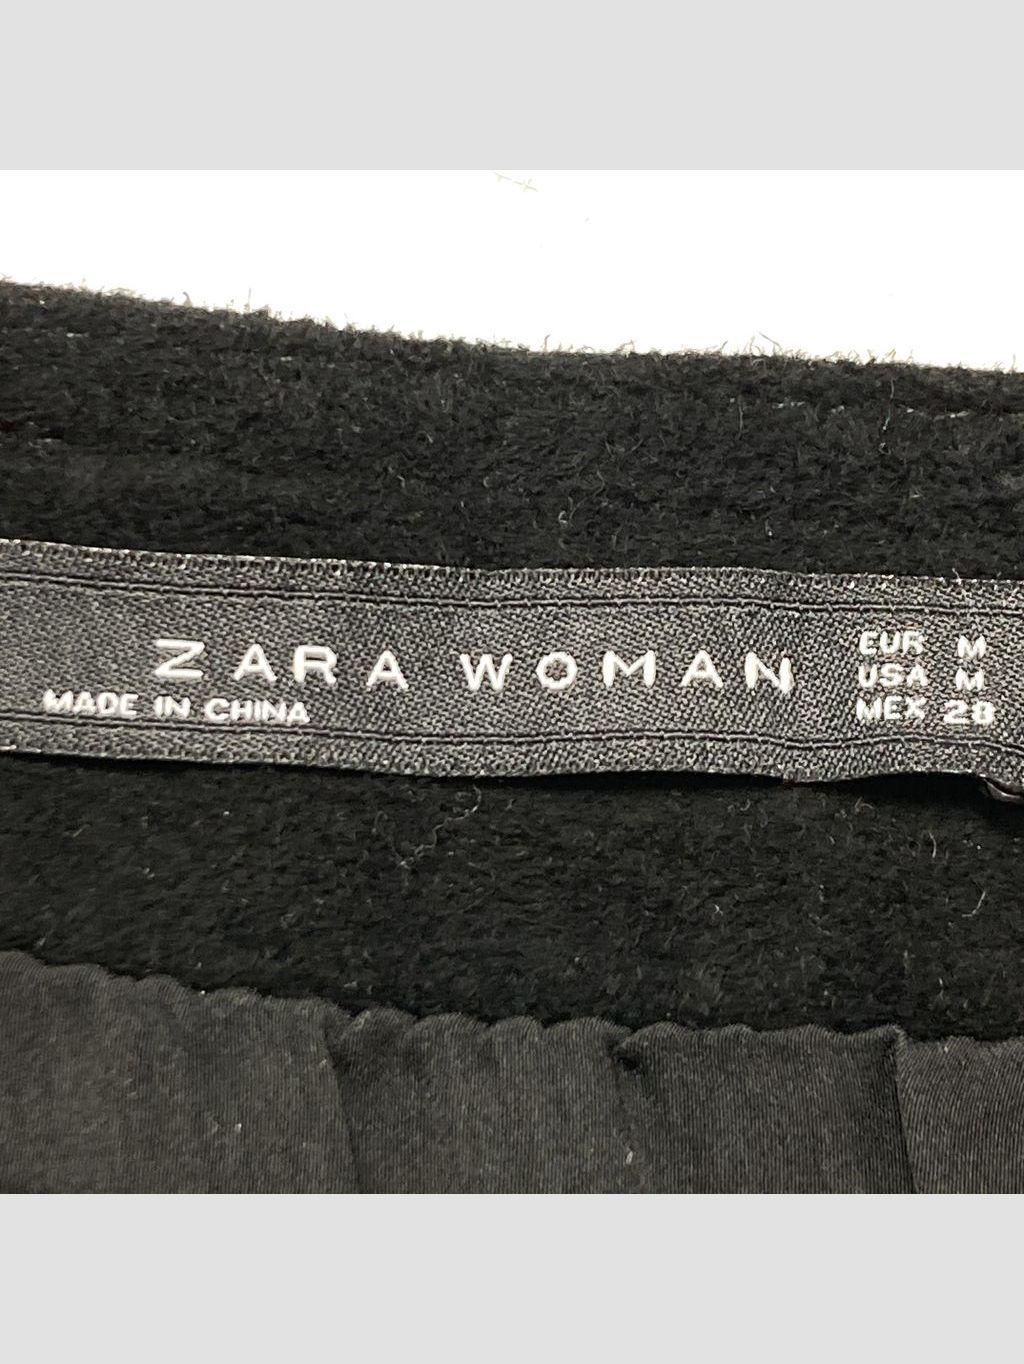 ZARA WOMAN
MADE IN CHINA
EUR M
USA M
MEX 28